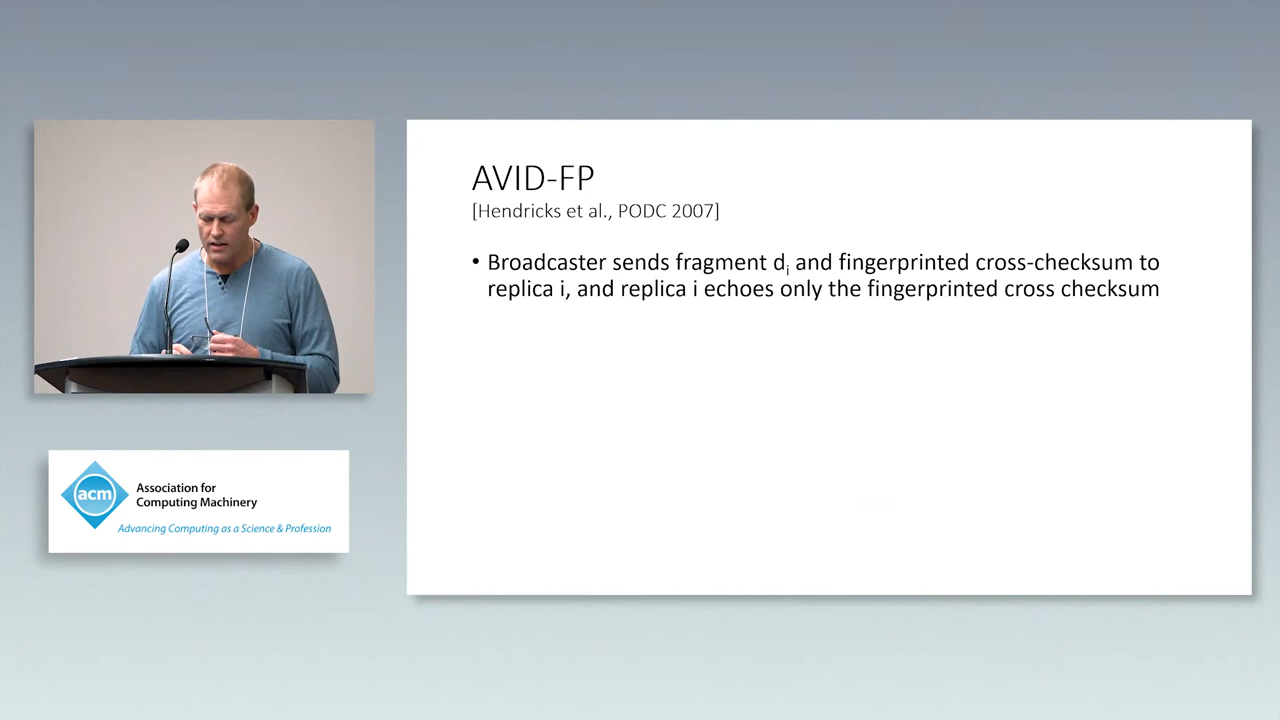 AVID-FP
[Hendricks et al., PODC 2007]
• Broadcaster sends fragment di and fingerprinted cross-checksum to
replica i, and replica i echoes only the fingerprinted cross checksum
acm
Association for
Computing Machinery
Advancing Computing as a Science & Profession